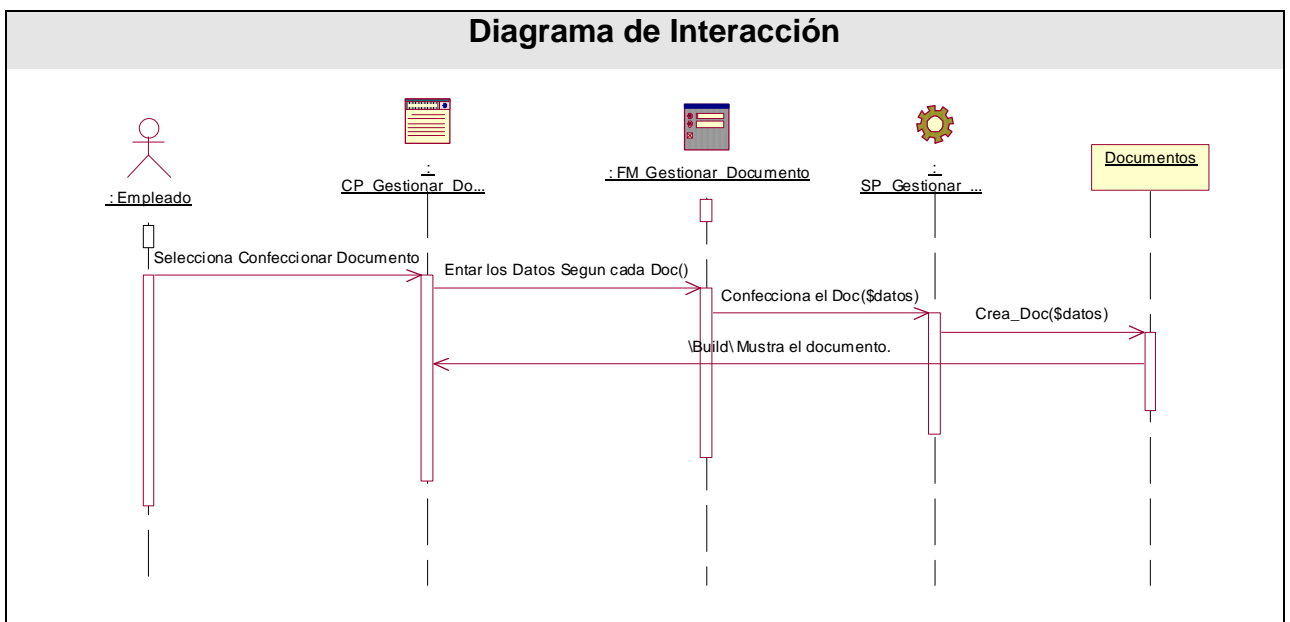 Diagrama de Interacción
: Empleado
:
CP_Gestionar_Do...
: FM_Gestionar_Documento
:
SP_Gestionar_...
Documentos
Selecciona Confeccionar Documento
Entar los Datos Segun cada Doc()
Confecciona el Doc($datos)
Crea_Doc($datos)
\Build\ Mustra el documento.